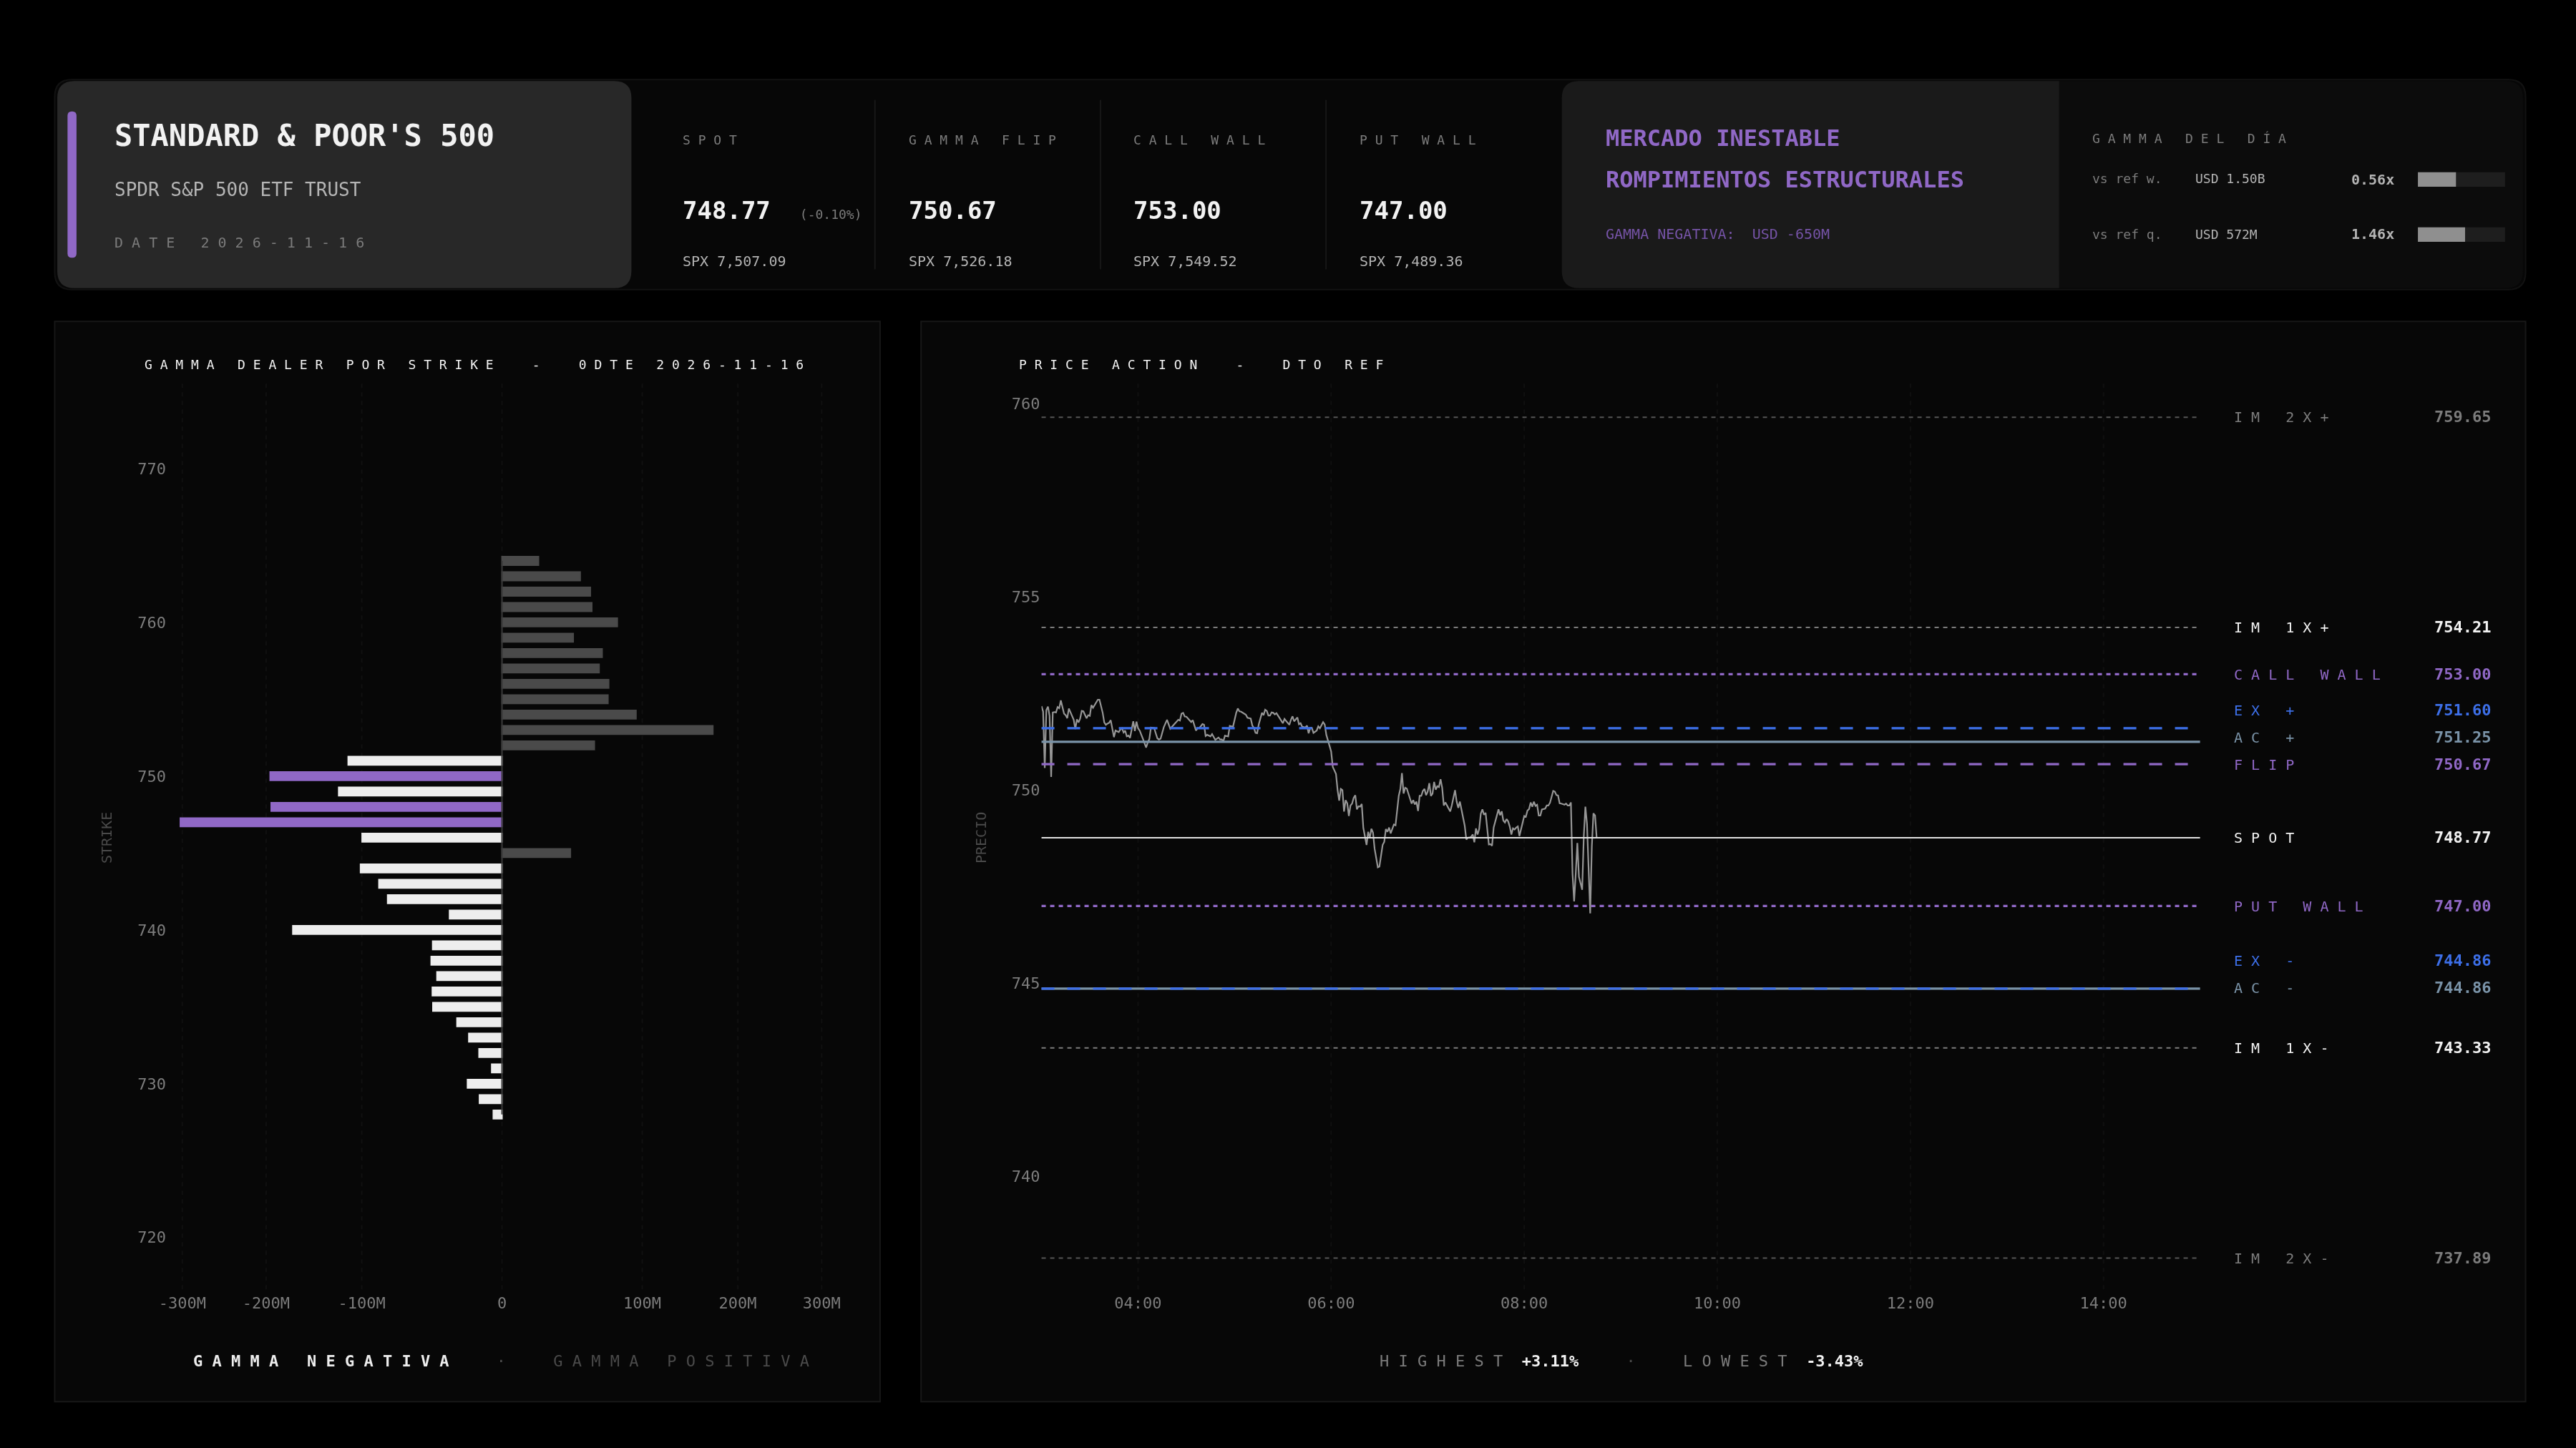 STANDARD & POOR'S 500
SPDR S&P 500 ETF TRUST
DATE 2026-11-16
SPOT
748.77 (-0.10%)
SPX 7,507.09
GAMMA FLIP
750.67
SPX 7,526.18
CALL WALL
753.00
SPX 7,549.52
PUT WALL
747.00
SPX 7,489.36
MERCADO INESTABLE
ROMPIMIENTOS ESTRUCTURALES
GAMMA NEGATIVA: USD -650M
GAMMA DEL DÍA
vs ref w. USD 1.50B 0.56x
vs ref q. USD 572M 1.46x
GAMMA DEALER POR STRIKE - 0DTE 2026-11-16
STRIKE
770
760
750
740
730
720
-300M -200M -100M 0 100M 200M 300M
GAMMA NEGATIVA · GAMMA POSITIVA
PRICE ACTION - DTO REF
PRECIO
760
755
750
745
740
04:00 06:00 08:00 10:00 12:00 14:00
IM 2X+ 759.65
IM 1X+ 754.21
CALL WALL 753.00
EX + 751.60
AC + 751.25
FLIP 750.67
SPOT 748.77
PUT WALL 747.00
EX - 744.86
AC - 744.86
IM 1X- 743.33
IM 2X- 737.89
HIGHEST +3.11% · LOWEST -3.43%